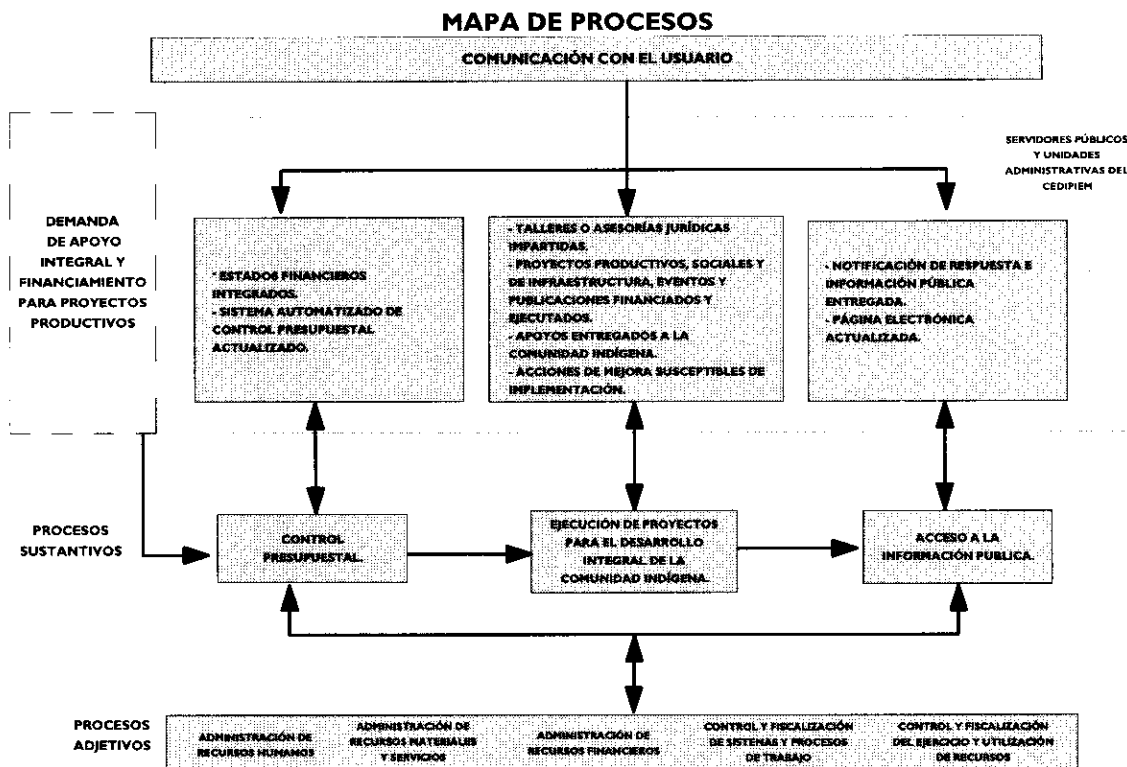 MAPA DE PROCESOS
COMUNICACIÓN CON EL USUARIO
SERVIDORES PÚBLICOS
Y UNIDADES
ADMINISTRATIVAS DEL
CEDIPIEM
DEMANDA
DE APOYO
INTEGRAL Y
FINANCIAMIENTO
PARA PROYECTOS
PRODUCTIVOS
* ESTADOS FINANCIEROS
INTEGRADOS.
- SISTEMA AUTOMATIZADO DE
CONTROL PRESUPUESTAL
ACTUALIZADO.
- TALLERES O ASESORÍAS JURÍDICAS
IMPARTIDAS.
- PROYECTOS PRODUCTIVOS, SOCIALES Y
DE INFRAESTRUCTURA, EVENTOS Y
PUBLICACIONES FINANCIADOS Y
EJECUTADOS.
- APOYOS ENTREGADOS A LA
COMUNIDAD INDÍGENA.
- ACCIONES DE MEJORA SUSCEPTIBLES DE
IMPLEMENTACIÓN.
- NOTIFICACIÓN DE RESPUESTA E
INFORMACIÓN PÚBLICA
ENTREGADA.
- PÁGINA ELECTRÓNICA
ACTUALIZADA.
PROCESOS
SUSTANTIVOS
CONTROL
PRESUPUESTAL.
EJECUCIÓN DE PROYECTOS
PARA EL DESARROLLO
INTEGRAL DE LA
COMUNIDAD INDÍGENA.
ACCESO A LA
INFORMACIÓN PUBLICA.
PROCESOS
ADJETIVOS
ADMINISTRACIÓN DE
RECURSOS HUMANOS
ADMINISTRACIÓN DE
RECURSOS MATERIALES
Y SERVICIOS
ADMINISTRACIÓN DE
RECURSOS FINANCIEROS
CONTROL Y FISCALIZACIÓN
DE SISTEMAS Y PROCESOS
DE TRABAJO
CONTROL Y FISCALIZACIÓN
DEL EJERCICIO Y UTILIZACIÓN
DE RECURSOS